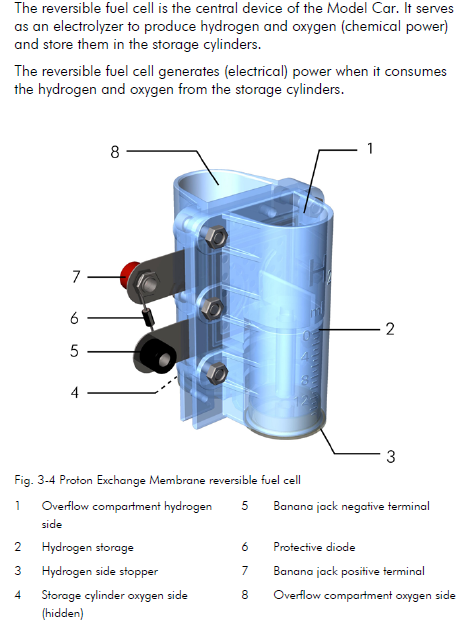 The reversible fuel cell is the central device of the Model Car. It serves
as an electrolyzer to produce hydrogen and oxygen (chemical power)
and store them in the storage cylinders.
The reversible fuel cell generates (electrical) power when it consumes
the hydrogen and oxygen from the storage cylinders.
8
1
7
6
2
5
4
3
Fig. 3-4 Proton Exchange Membrane reversible fuel cell
1 Overflow compartment hydrogen side
2 Hydrogen storage
3 Hydrogen side stopper
4 Storage cylinder oxygen side (hidden)
5 Banana jack negative terminal
6 Protective diode
7 Banana jack positive terminal
8 Overflow compartment oxygen side